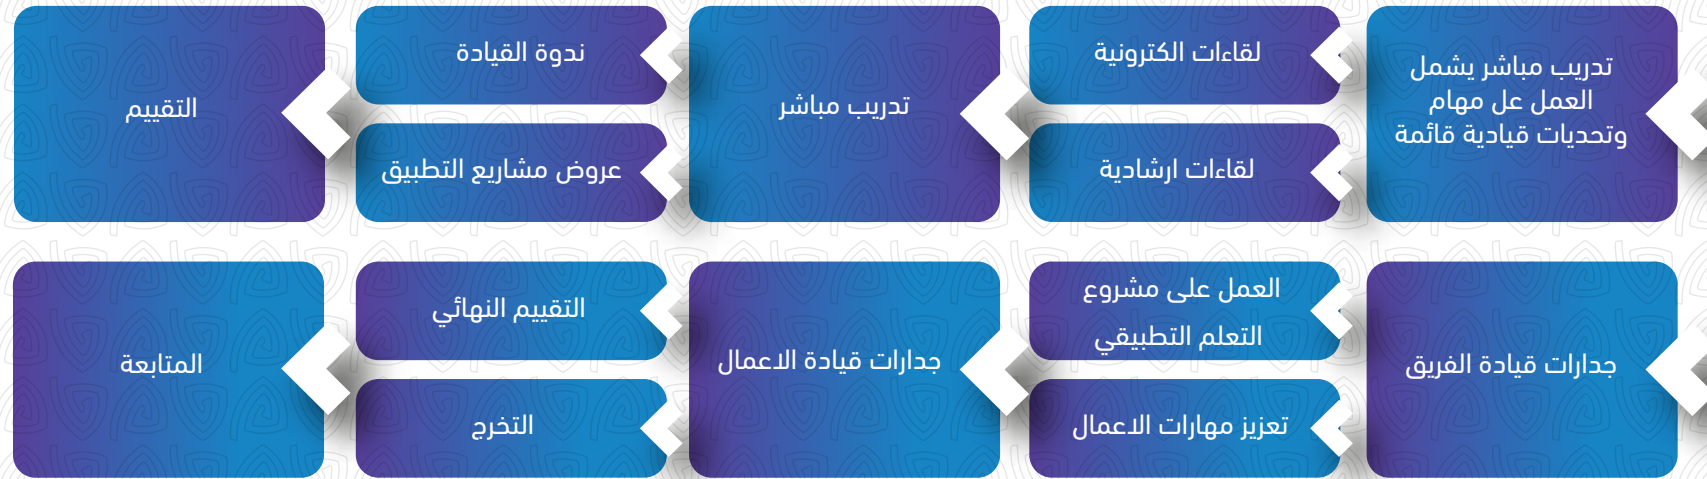 تدريب مباشر يشمل
العمل عل مهام
وتحديات قيادية قائمة
لقاءات الكترونية
لقاءات ارشادية
تدريب مباشر
ندوة القيادة
عروض مشاريع التطبيق
التقييم
جدارات قيادة الفريق
العمل على مشروع
التعلم التطبيقي
تعزيز مهارات الاعمال
جدارات قيادة الاعمال
التقييم النهائي
التخرج
المتابعة